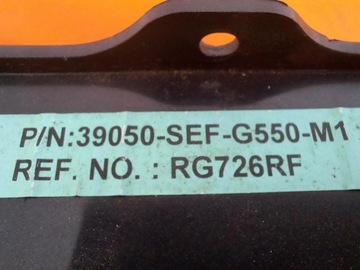 P/N:39050-SEF-G550-M1
REF. NO. : RG726RF